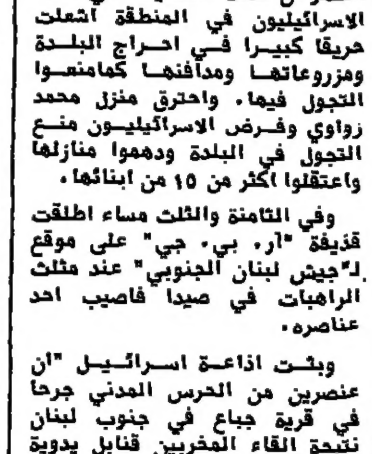 الاسرائيليون في المنطقة اشعلت
حريقا كبيرا في احراج البلدة
ومزروعاتها ومدافنها كمامنعوا
التجول فيها. واحترق منزل محمد
زواوي وفرض الاسرائيليون منع
التجول في البلدة ودهموا منازلها
واعتقلوا اكثر من ١٥ من ابنائها.
وفي الثامنة والثلث مساء اطلقت
قذيفة "آر. بي. جي" على موقع
لـ"جيش لبنان الجنوبي" عند مثلث
الراهبات في صيدا فاصيب احد
عناصره.
وبثت اذاعة اسرائيل "ان
عنصرين من الحرس المدني جرحا
في قرية جباع في جنوب لبنان
نتيجة القاء المخربين قنابل يدوية